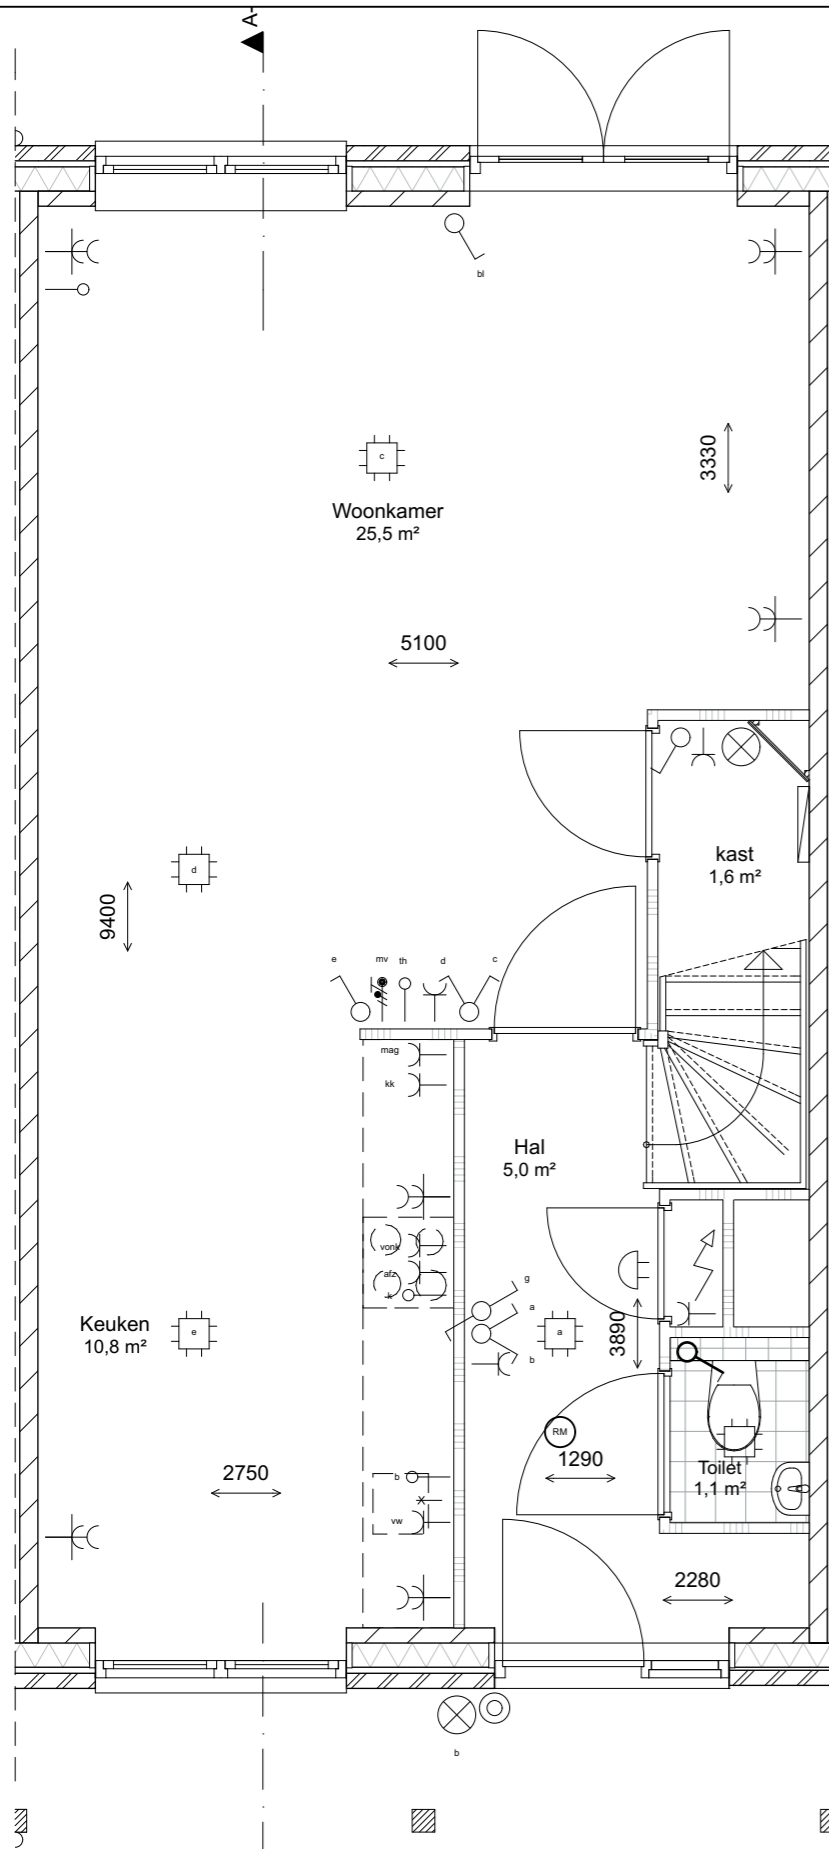 A-
bl
c
Woonkamer
25,5 m²
3330
5100
kast
1,6 m²
d
9400
e
mv
th
d
c
mag
kk
Hal
5,0 m²
vonk
afz
k
g
a
b
a
3890
Keuken
10,8 m²
e
RM
1290
2750
Toilet
1,1 m²
b
vw
2280
b